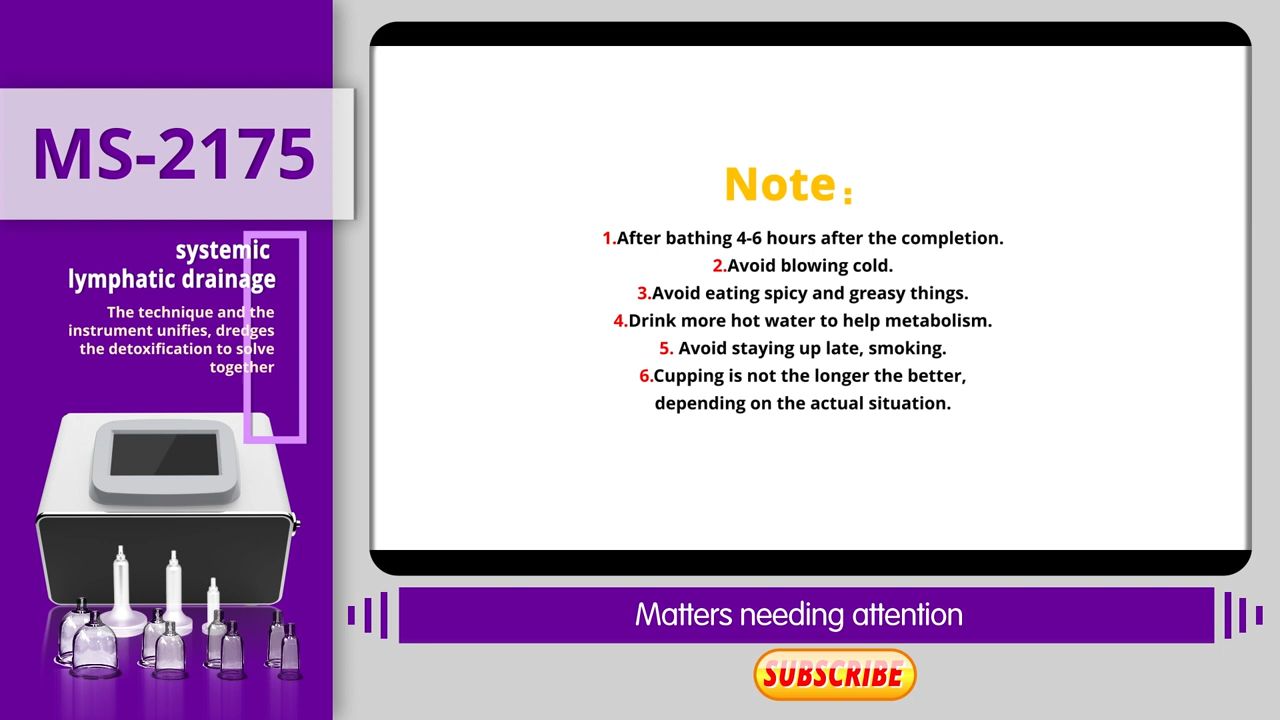 MS-2175
systemic
lymphatic drainage
The technique and the
instrument unifies, dredges
the detoxification to solve
together
Note：
1.After bathing 4-6 hours after the completion.
2.Avoid blowing cold.
3.Avoid eating spicy and greasy things.
4.Drink more hot water to help metabolism.
5. Avoid staying up late, smoking.
6.Cupping is not the longer the better,
depending on the actual situation.
Matters needing attention
SUBSCRIBE